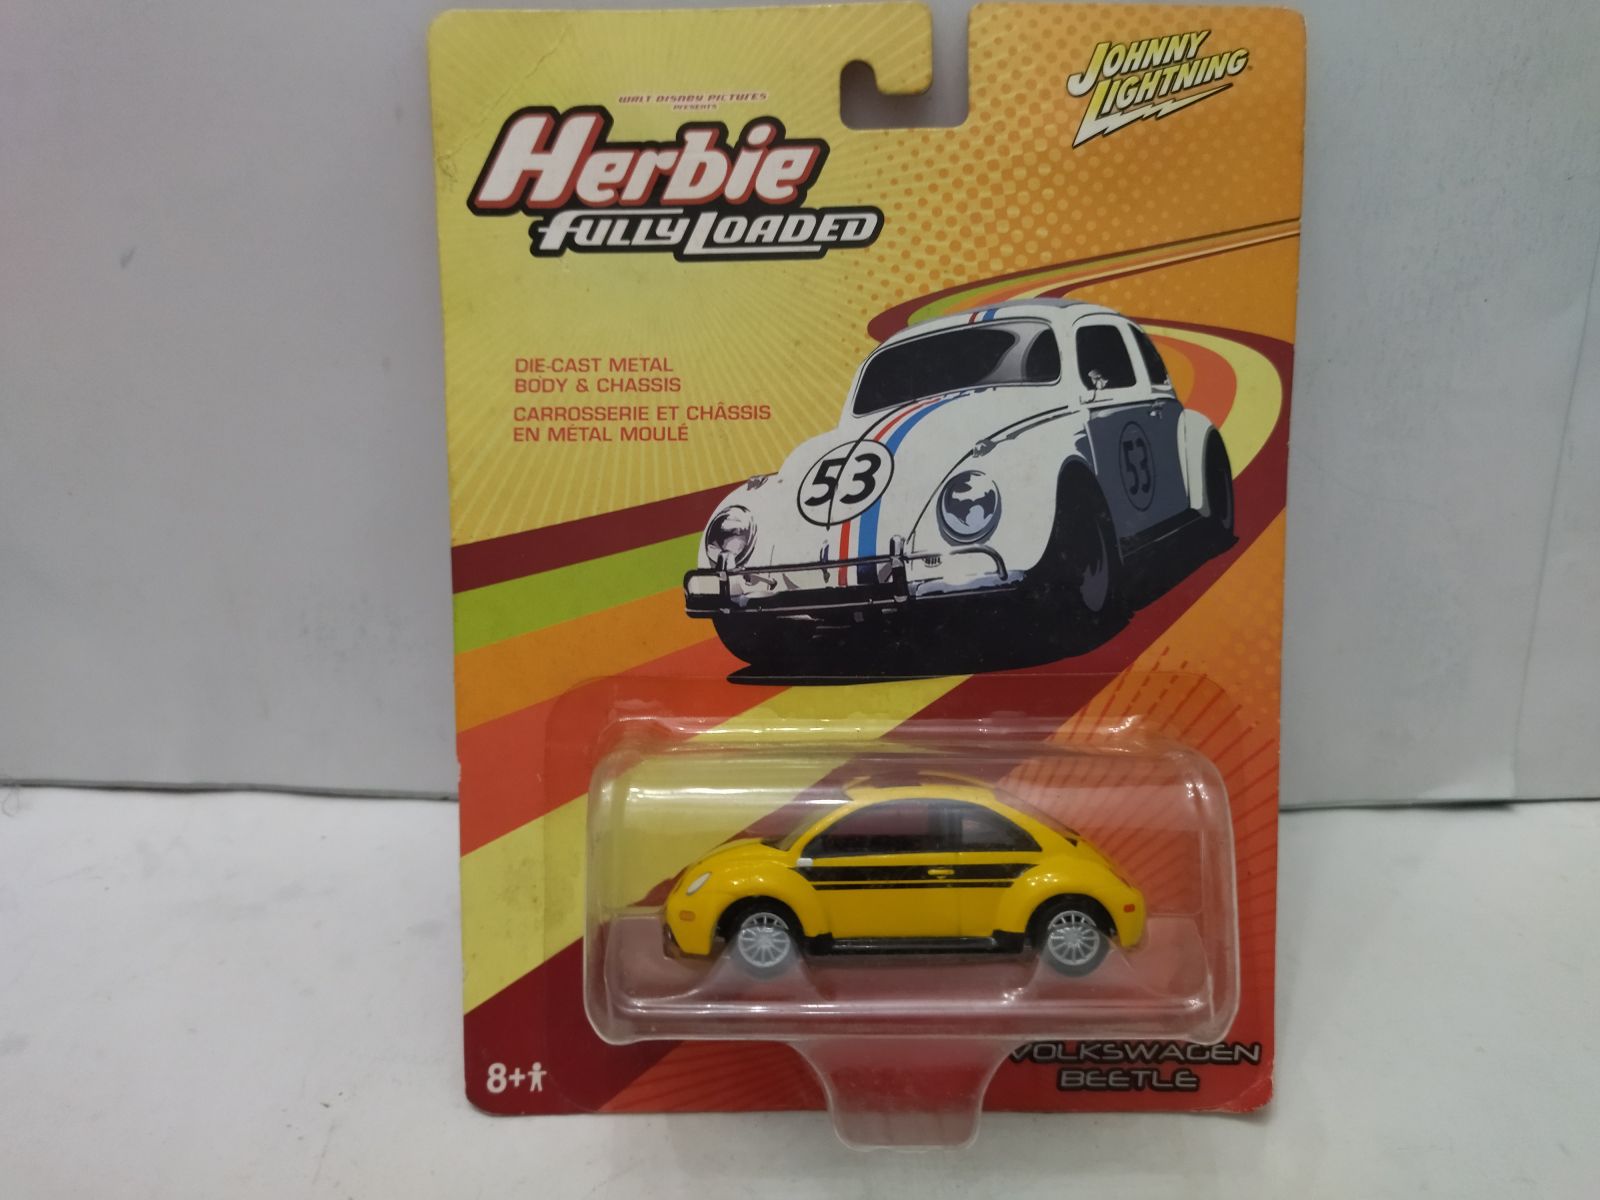 WALT DISNEY PICTURES
PRESENTS
Herbie
FULLY LOADED
JOHNNY
LIGHTNING
DIE-CAST METAL
BODY & CHASSIS
CARROSSERIE ET CHÂSSIS
EN MÉTAL MOULÉ
53
53
8+
VOLKSWAGEN
BEETLE